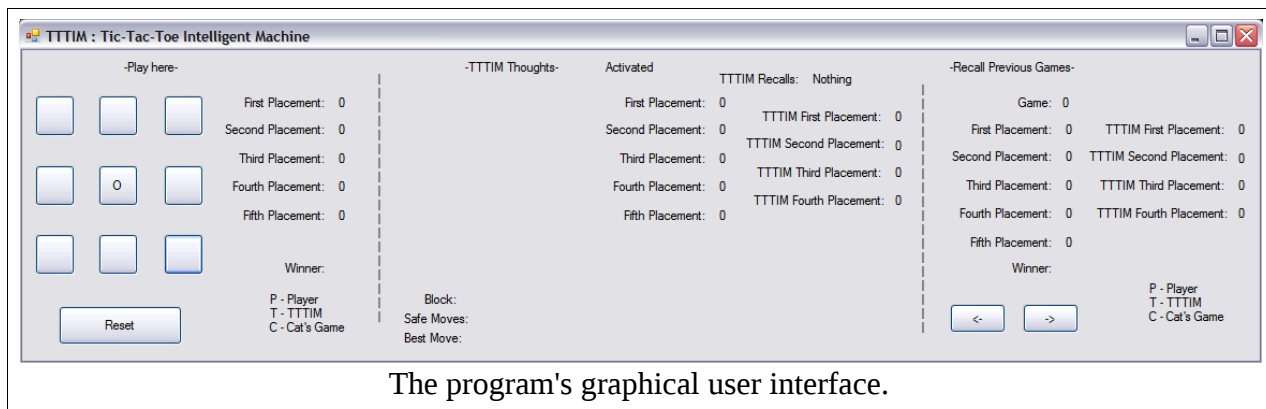 TTTIM : Tic-Tac-Toe Intelligent Machine
-Play here-
First Placement: 0
Second Placement: 0
Third Placement: 0
O
Fourth Placement: 0
Fifth Placement: 0
Winner:
P - Player
T - TTTIM
C - Cat's Game
Reset
-TTTIM Thoughts- Activated
TTTIM Recalls: Nothing
First Placement: 0
Second Placement: 0
Third Placement: 0
Fourth Placement: 0
Fifth Placement: 0
TTTIM First Placement: 0
TTTIM Second Placement: 0
TTTIM Third Placement: 0
TTTIM Fourth Placement: 0
Block:
Safe Moves:
Best Move:
-Recall Previous Games-
Game: 0
First Placement: 0
Second Placement: 0
Third Placement: 0
Fourth Placement: 0
Fifth Placement: 0
Winner:
TTTIM First Placement: 0
TTTIM Second Placement: 0
TTTIM Third Placement: 0
TTTIM Fourth Placement: 0
<- ->
P - Player
T - TTTIM
C - Cat's Game
The program's graphical user interface.